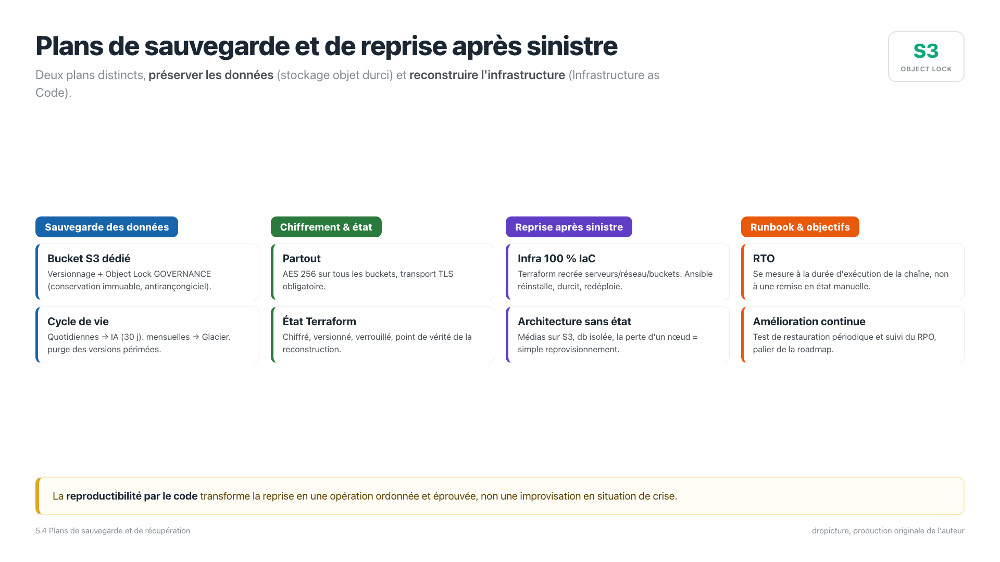 Plans de sauvegarde et de reprise après sinistre
Deux plans distincts, préserver les données (stockage objet durci) et reconstruire l'infrastructure (Infrastructure as
Code).
S3
OBJECT LOCK
Sauvegarde des données
Bucket S3 dédié
Versionnage + Object Lock GOVERNANCE
(conservation immuable, antirançongiciel).
Cycle de vie
Quotidiennes → IA (30 j). mensuelles → Glacier.
purge des versions périmées.
Chiffrement & état
Partout
AES 256 sur tous les buckets, transport TLS
obligatoire.
État Terraform
Chiffré, versionné, verrouillé, point de vérité de la
reconstruction.
Reprise après sinistre
Infra 100 % IaC
Terraform recrée serveurs/réseau/buckets. Ansible
réinstalle, durcit, redéploie.
Architecture sans état
Médias sur S3, db isolée, la perte d'un nœud =
simple reprovisionnement.
Runbook & objectifs
RTO
Se mesure à la durée d'exécution de la chaîne, non
à une remise en état manuelle.
Amélioration continue
Test de restauration périodique et suivi du RPO,
palier de la roadmap.
La reproductibilité par le code transforme la reprise en une opération ordonnée et éprouvée, non une improvisation en situation de crise.
5.4 Plans de sauvegarde et de récupération
dropicture, production originale de l'auteur